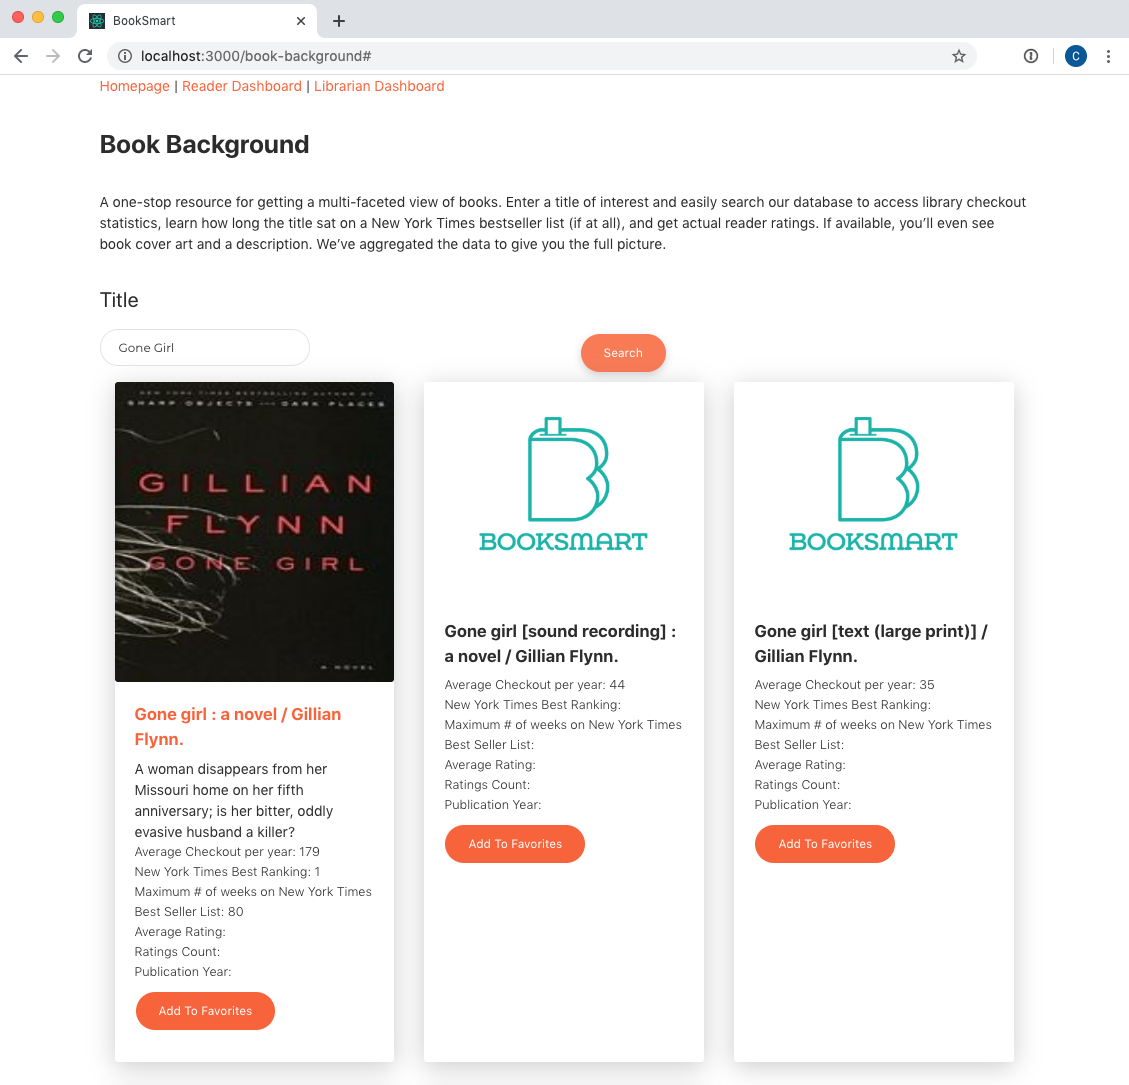 BookSmart
localhost:3000/book-background#
C
Homepage | Reader Dashboard | Librarian Dashboard
Book Background
A one-stop resource for getting a multi-faceted view of books. Enter a title of interest and easily search our database to access library checkout
statistics, learn how long the title sat on a New York Times bestseller list (if at all), and get actual reader ratings. If available, you’ll even see
book cover art and a description. We’ve aggregated the data to give you the full picture.
Title
Gone Girl
Search
NEW YORK TIMES BESTSELLING AUTHOR OF
SHARP OBJECTS AND DARK PLACES
GILLIAN
FLYNN
GONE GIRL
A NOVEL
Gone girl : a novel / Gillian
Flynn.
A woman disappears from her
Missouri home on her fifth
anniversary; is her bitter, oddly
evasive husband a killer?
Average Checkout per year: 179
New York Times Best Ranking: 1
Maximum # of weeks on New York Times
Best Seller List: 80
Average Rating:
Ratings Count:
Publication Year:
Add To Favorites
B
BOOKSMART
Gone girl [sound recording] :
a novel / Gillian Flynn.
Average Checkout per year: 44
New York Times Best Ranking:
Maximum # of weeks on New York Times
Best Seller List:
Average Rating:
Ratings Count:
Publication Year:
Add To Favorites
B
BOOKSMART
Gone girl [text (large print)] /
Gillian Flynn.
Average Checkout per year: 35
New York Times Best Ranking:
Maximum # of weeks on New York Times
Best Seller List:
Average Rating:
Ratings Count:
Publication Year:
Add To Favorites